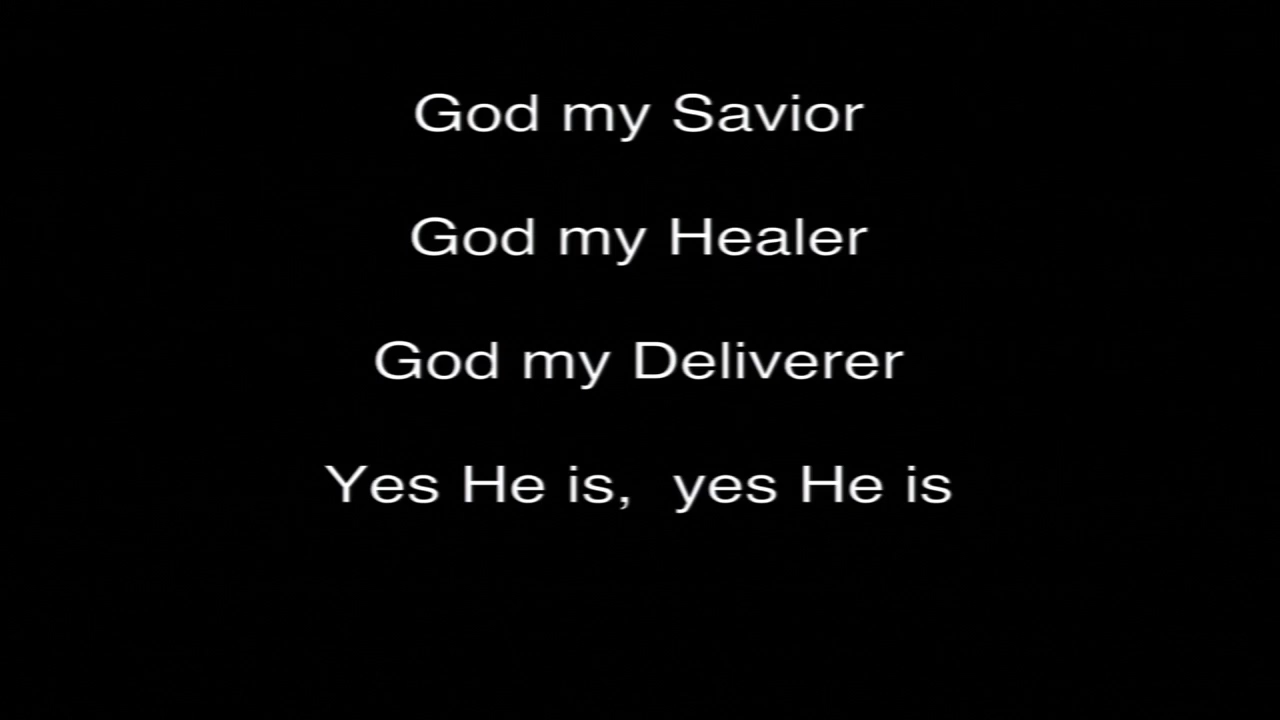 God my Savior
God my Healer
God my Deliverer
Yes He is,  yes He is